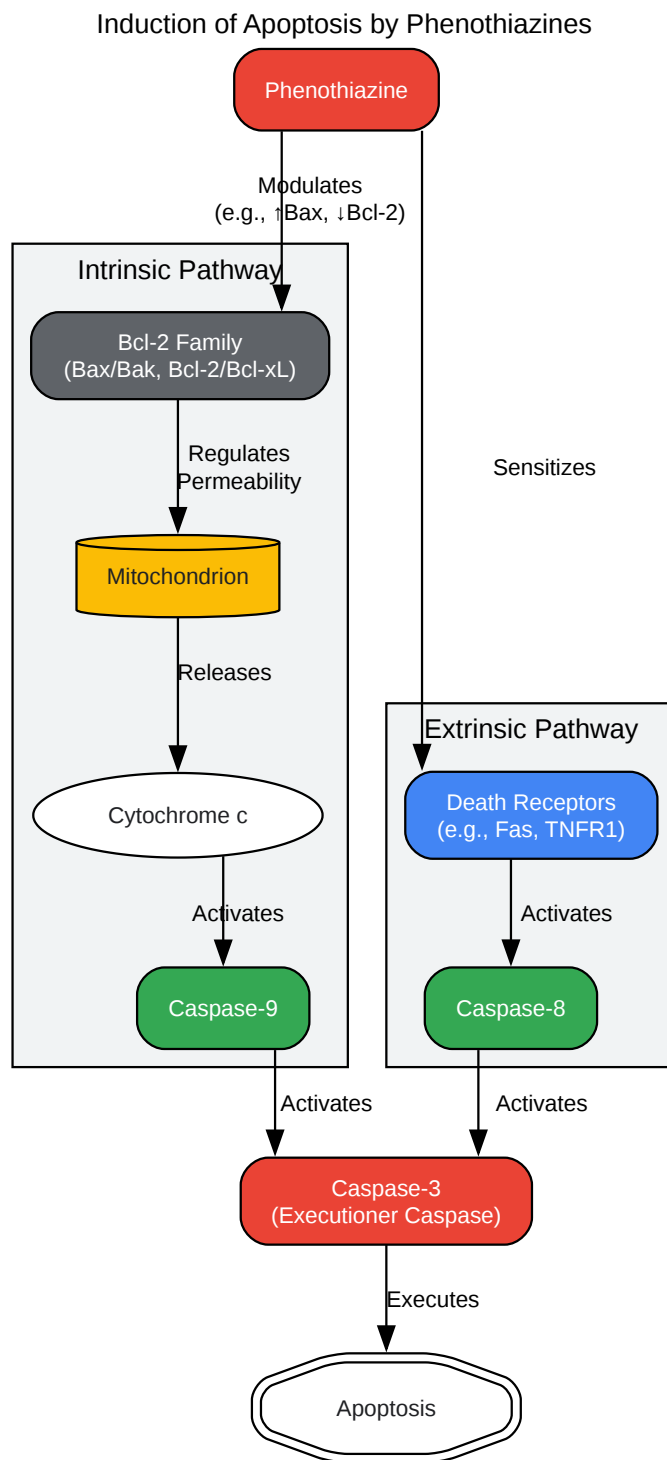 Induction of Apoptosis by Phenothiazines
Phenothiazine
Modulates
(e.g., ↑Bax, ↓Bcl-2)
Intrinsic Pathway
Bcl-2 Family
(Bax/Bak, Bcl-2/Bcl-xL)
Regulates
Permeability
Sensitizes
Mitochondrion
Releases
Extrinsic Pathway
Cytochrome c
Death Receptors
(e.g., Fas, TNFR1)
Activates
Activates
Caspase-9
Caspase-8
Activates
Activates
Caspase-3
(Executioner Caspase)
Executes
Apoptosis